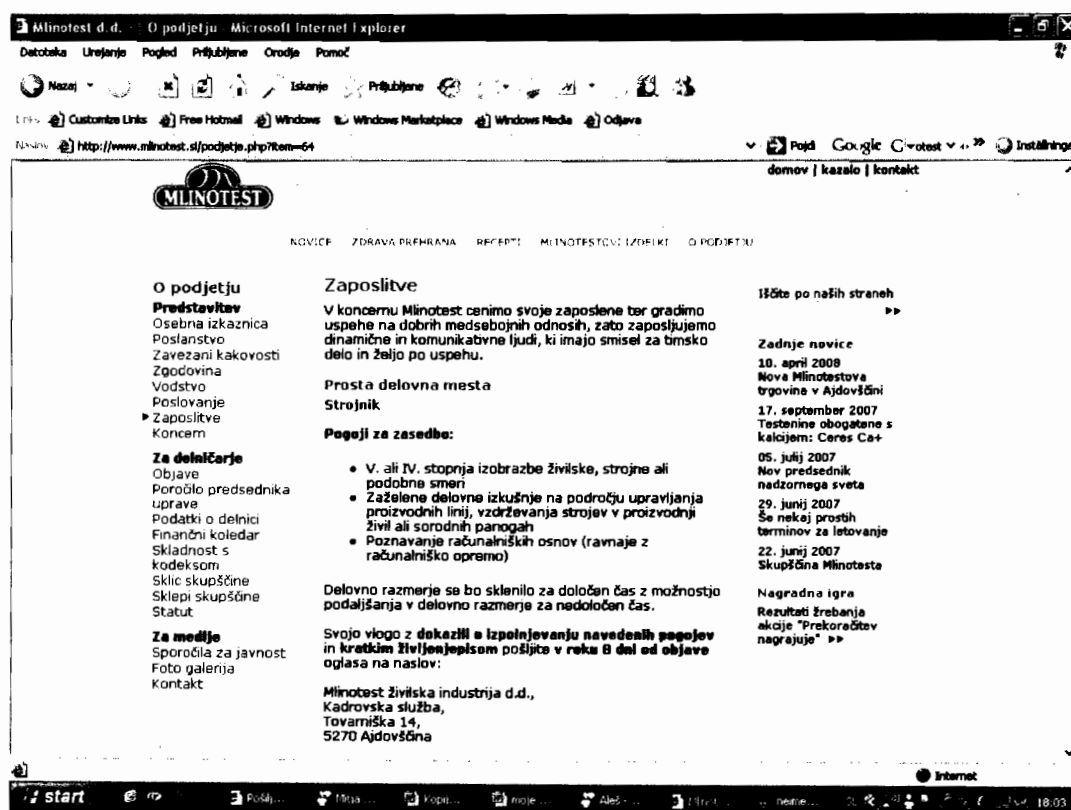 Mlinotest d.d. - O podjetju - Microsoft Internet Explorer
Datoteka Urejanje Pogled Priljubljene Orodja Pomoč
Nazaj Iskanje Priljubljene
Links Customize Links Free Hotmail Windows Windows Marketplace Windows Media Odjava
Naslov http://www.mlinotest.si/podjetje.php?item=64 Pojdi Google
domov | kazalo | kontakt
MLINOTEST
NOVICE ZDRAVA PREHRANA RECEPTI MLINOTESTOVI IZDELKI O PODJETJU
O podjetju
Predstavitev
Osebna izkaznica
Poslanstvo
Zavezani kakovosti
Zgodovina
Vodstvo
Poslovanje
Zaposlitve
Koncern
Za delničarje
Objave
Poročilo predsednika
uprave
Podatki o delnici
Finančni koledar
Skladnost s
kodeksom
Sklic skupščine
Sklepi skupščine
Statut
Za medije
Sporočila za javnost
Foto galerija
Kontakt
Zaposlitve
V koncernu Mlinotest cenimo svoje zaposlene ter gradimo
uspehe na dobrih medsebojnih odnosih, zato zaposljujemo
dinamične in komunikativne ljudi, ki imajo smisel za timsko
delo in željo po uspehu.
Prosta delovna mesta
Strojnik
Pogoji za zasedbo:
• V. ali IV. stopnja izobrazbe živilske, strojne ali
podobne smeri
• Zaželene delovne izkušnje na področju upravljanja
proizvodnih linij, vzdrževanja strojev v proizvodnji
živil ali sorodnih panogah
• Poznavanje računalniških osnov (ravnaje z
računalniško opremo)
Delovno razmerje se bo sklenilo za določen čas z možnostjo
podaljšanja v delovno razmerje za nedoločen čas.
Svojo vlogo z dokazili o izpolnjevanju navedenih pogojev
in kratkim življenjepisom pošljite v roku 8 dni od objave
oglasa na naslov:
Mlinotest živilska industrija d.d.,
Kadrovska služba,
Tovarniška 14,
5270 Ajdovščina
Iščite po naših straneh
Zadnje novice
10. april 2008
Nova Mlinotestova
trgovina v Ajdovščini
17. september 2007
Testenine obogatene s
kalcijem: Ceres Ca+
05. julij 2007
Nov predsednik
nadzornega sveta
29. junij 2007
Še nekaj prostih
terminov za letovanje
22. junij 2007
Skupščina Mlinotesta
Nagradna igra
Rezultati žrebanja
akcije "Prekoračitev
nagrajuje"
Internet
start Pošilj... Mitja ... Kopij... moje ... Aleš - ... neme... 18:03